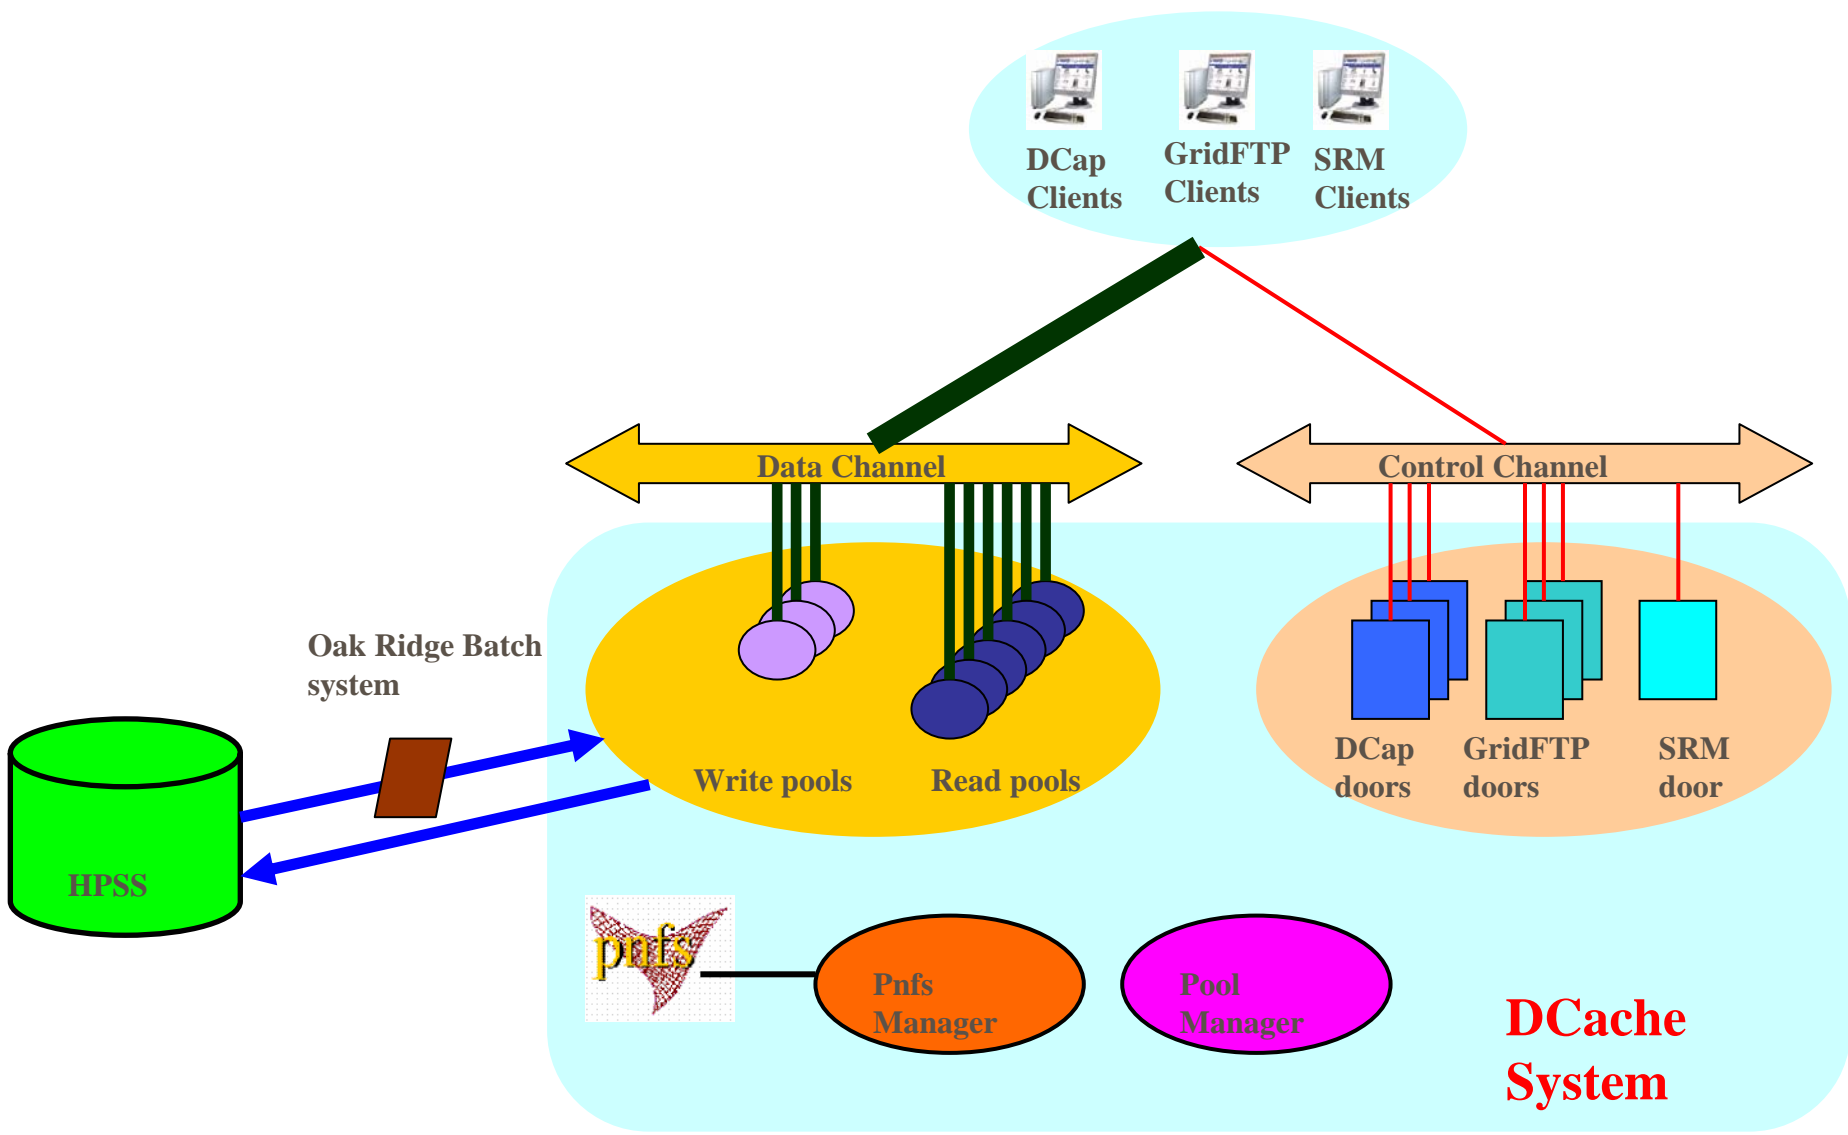 DCap
Clients
GridFTP
Clients
SRM
Clients
Data Channel
Control Channel
Oak Ridge Batch
system
Write pools
Read pools
DCap
doors
GridFTP
doors
SRM
door
HPSS
pnfs
Pnfs
Manager
Pool
Manager
DCache
System